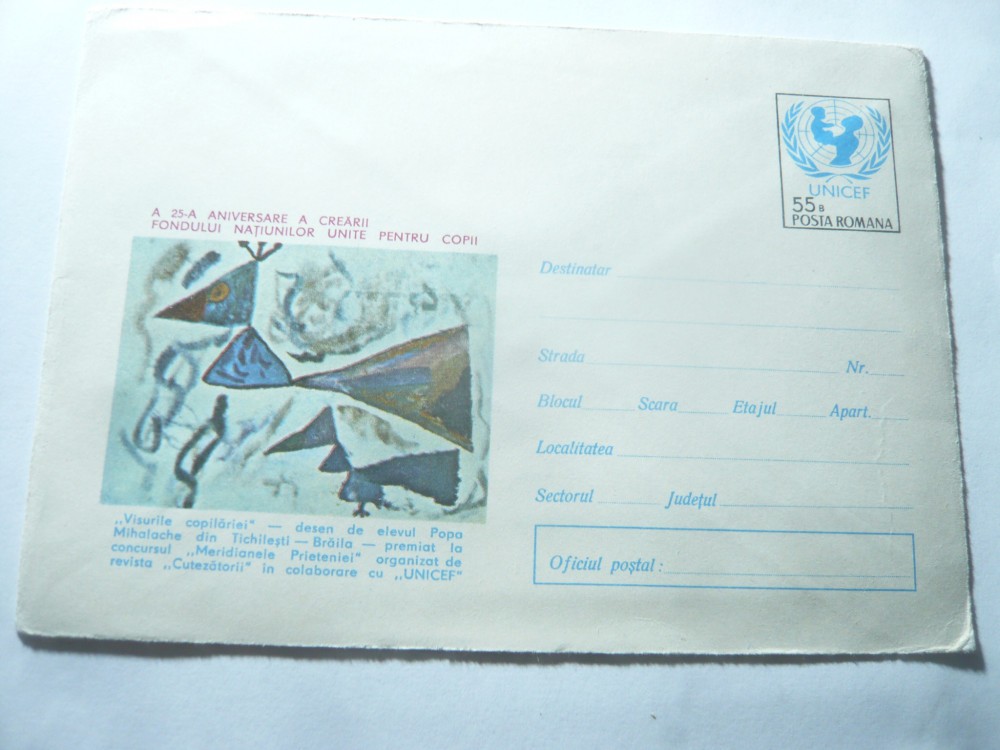 UNICEF
55 B
POSTA ROMANA
A 25-A ANIVERSARE A CREĂRII
FONDULUI NAȚIUNILOR UNITE PENTRU COPII
„Visurile copilăriei" — desen de elevul Popa
Mihalache din Tichilești — Brăila — premiat la
concursul „Meridianele Prieteniei" organizat de
revista „Cutezătorii" in colaborare cu „UNICEF"
Destinatar
Strada Nr.
Blocul Scara Etajul Apart.
Localitatea
Sectorul Județul
Oficiul poștal :